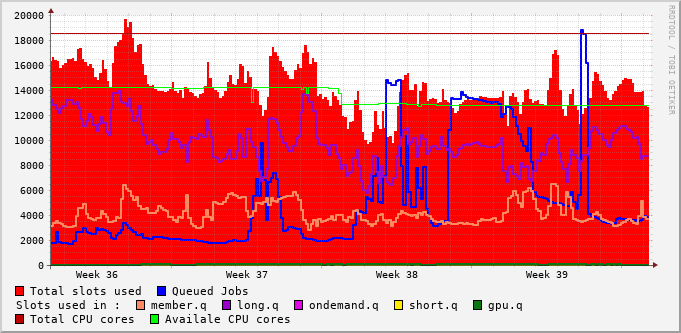 20000
18000
16000
14000
12000
10000
8000
6000
4000
2000
0
Week 36 Week 37 Week 38 Week 39
Total slots used Queued Jobs
Slots used in : member.q long.q ondemand.q short.q gpu.q
Total CPU cores Availale CPU cores
RRDTOOL / TOBI OETIKER